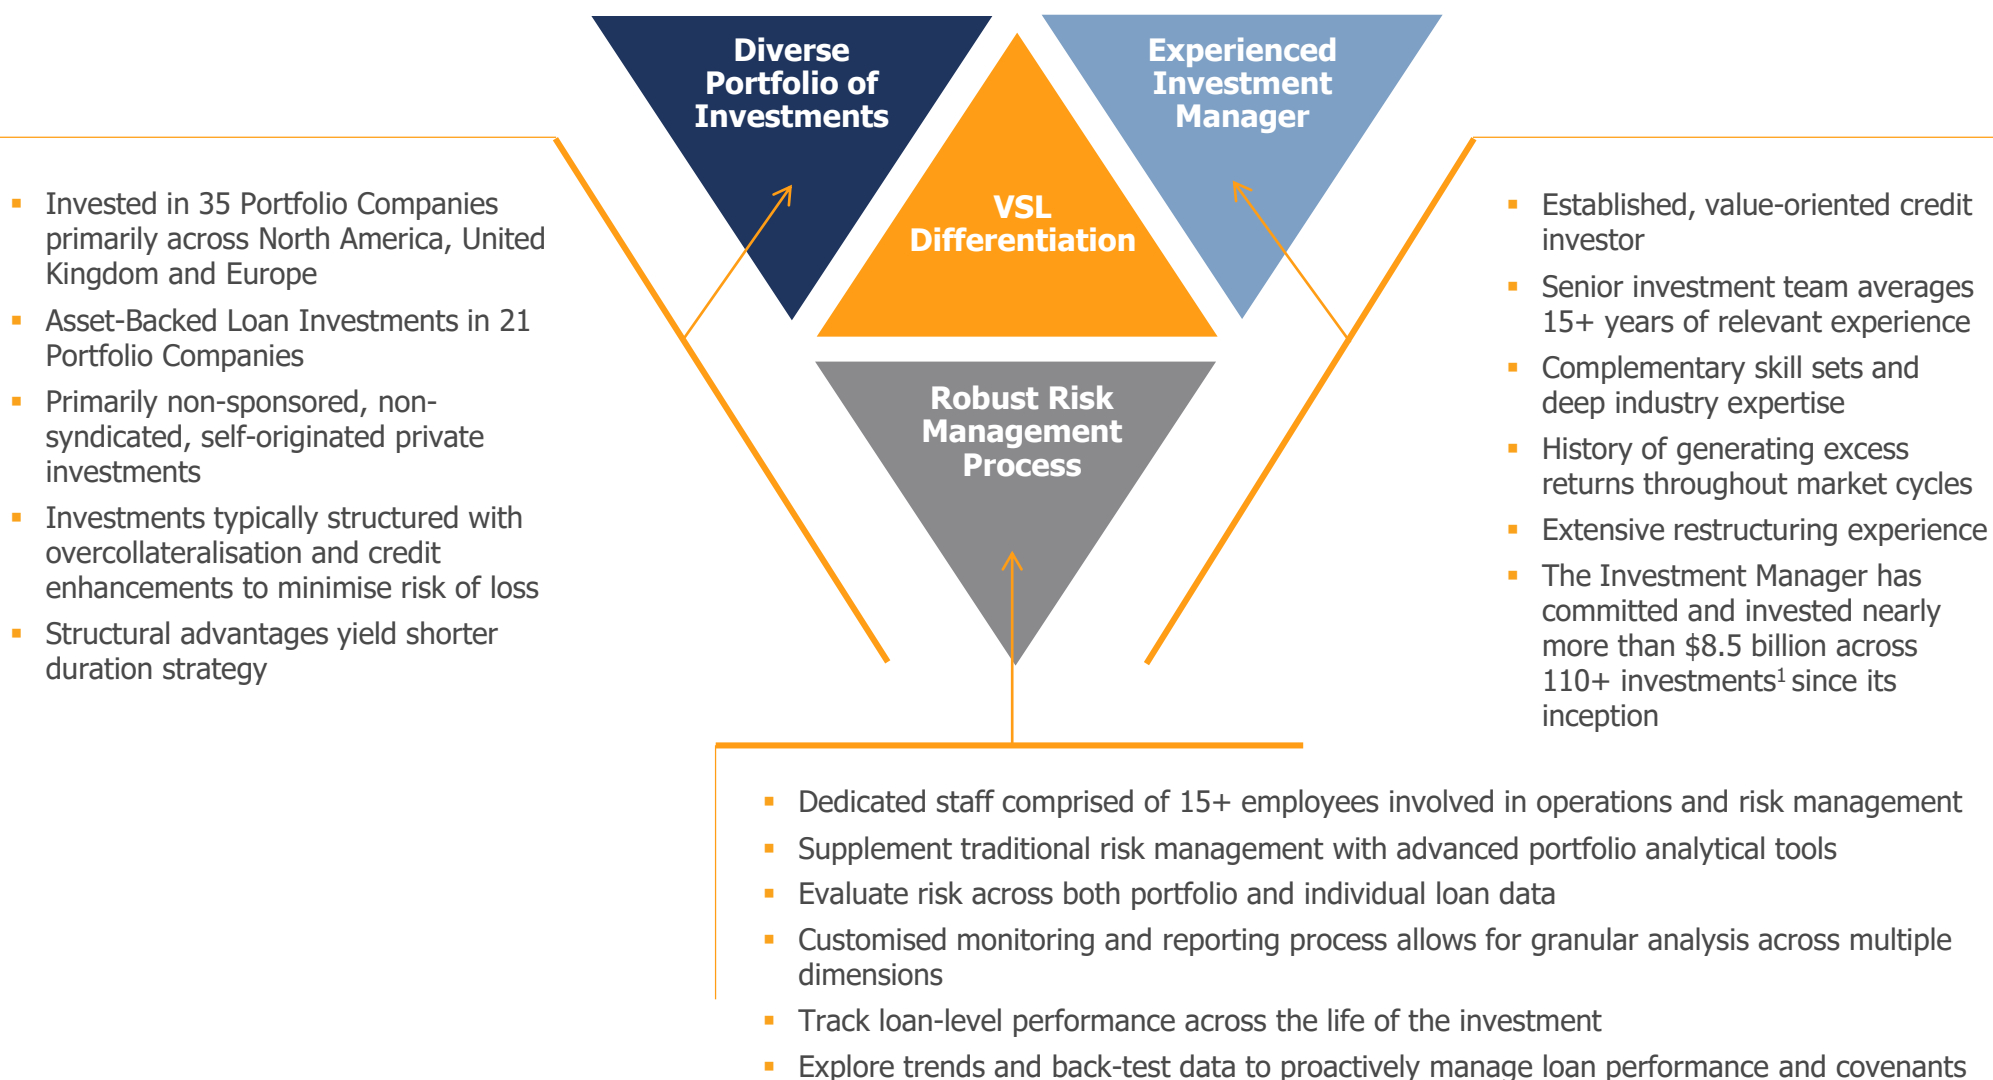 Diverse
Portfolio of
Investments
Experienced
Investment
Manager
VSL
Differentiation
Robust Risk
Management
Process
▪ Invested in 35 Portfolio Companies
primarily across North America, United
Kingdom and Europe
▪ Asset-Backed Loan Investments in 21
Portfolio Companies
▪ Primarily non-sponsored, non-
syndicated, self-originated private
investments
▪ Investments typically structured with
overcollateralisation and credit
enhancements to minimise risk of loss
▪ Structural advantages yield shorter
duration strategy
▪ Established, value-oriented credit
investor
▪ Senior investment team averages
15+ years of relevant experience
▪ Complementary skill sets and
deep industry expertise
▪ History of generating excess
returns throughout market cycles
▪ Extensive restructuring experience
▪ The Investment Manager has
committed and invested nearly
more than $8.5 billion across
110+ investments¹ since its
inception
▪ Dedicated staff comprised of 15+ employees involved in operations and risk management
▪ Supplement traditional risk management with advanced portfolio analytical tools
▪ Evaluate risk across both portfolio and individual loan data
▪ Customised monitoring and reporting process allows for granular analysis across multiple
dimensions
▪ Track loan-level performance across the life of the investment
▪ Explore trends and back-test data to proactively manage loan performance and covenants